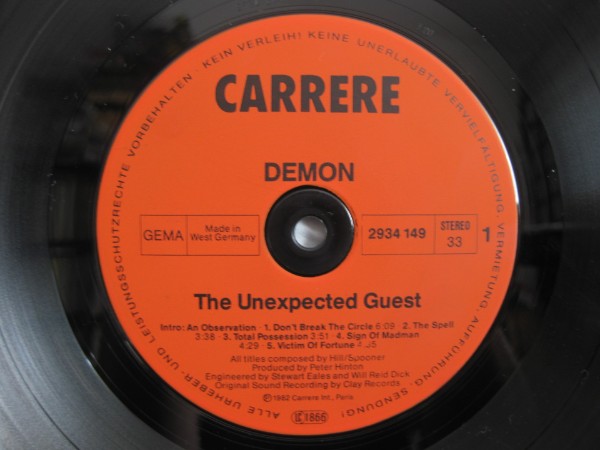 ALLE URHEBER- UND LEISTUNGSSCHUTZRECHTE VORBEHALTEN KEIN VERLEIH! KEINE UNERLAUBTE VERVIELFÄLTIGUNG, VERMIETUNG, AUFFÜHRUNG, SENDUNG!
CARRERE
DEMON
GEMA
Made in
West Germany
2934 149
STEREO
33
1
The Unexpected Guest
Intro: An Observation · 1. Don't Break The Circle 6:09 · 2. The Spell
3:38 · 3. Total Possession 3:51 · 4. Sign Of Madman
4:29 · 5. Victim Of Fortune
All titles composed by Hill/Spooner
Produced by Peter Hinton
Engineered by Stewart Eales and Will Reid Dick
Original Sound Recording by Clay Records
Ⓟ 1982 Carrere Int., Paris
LC 1866